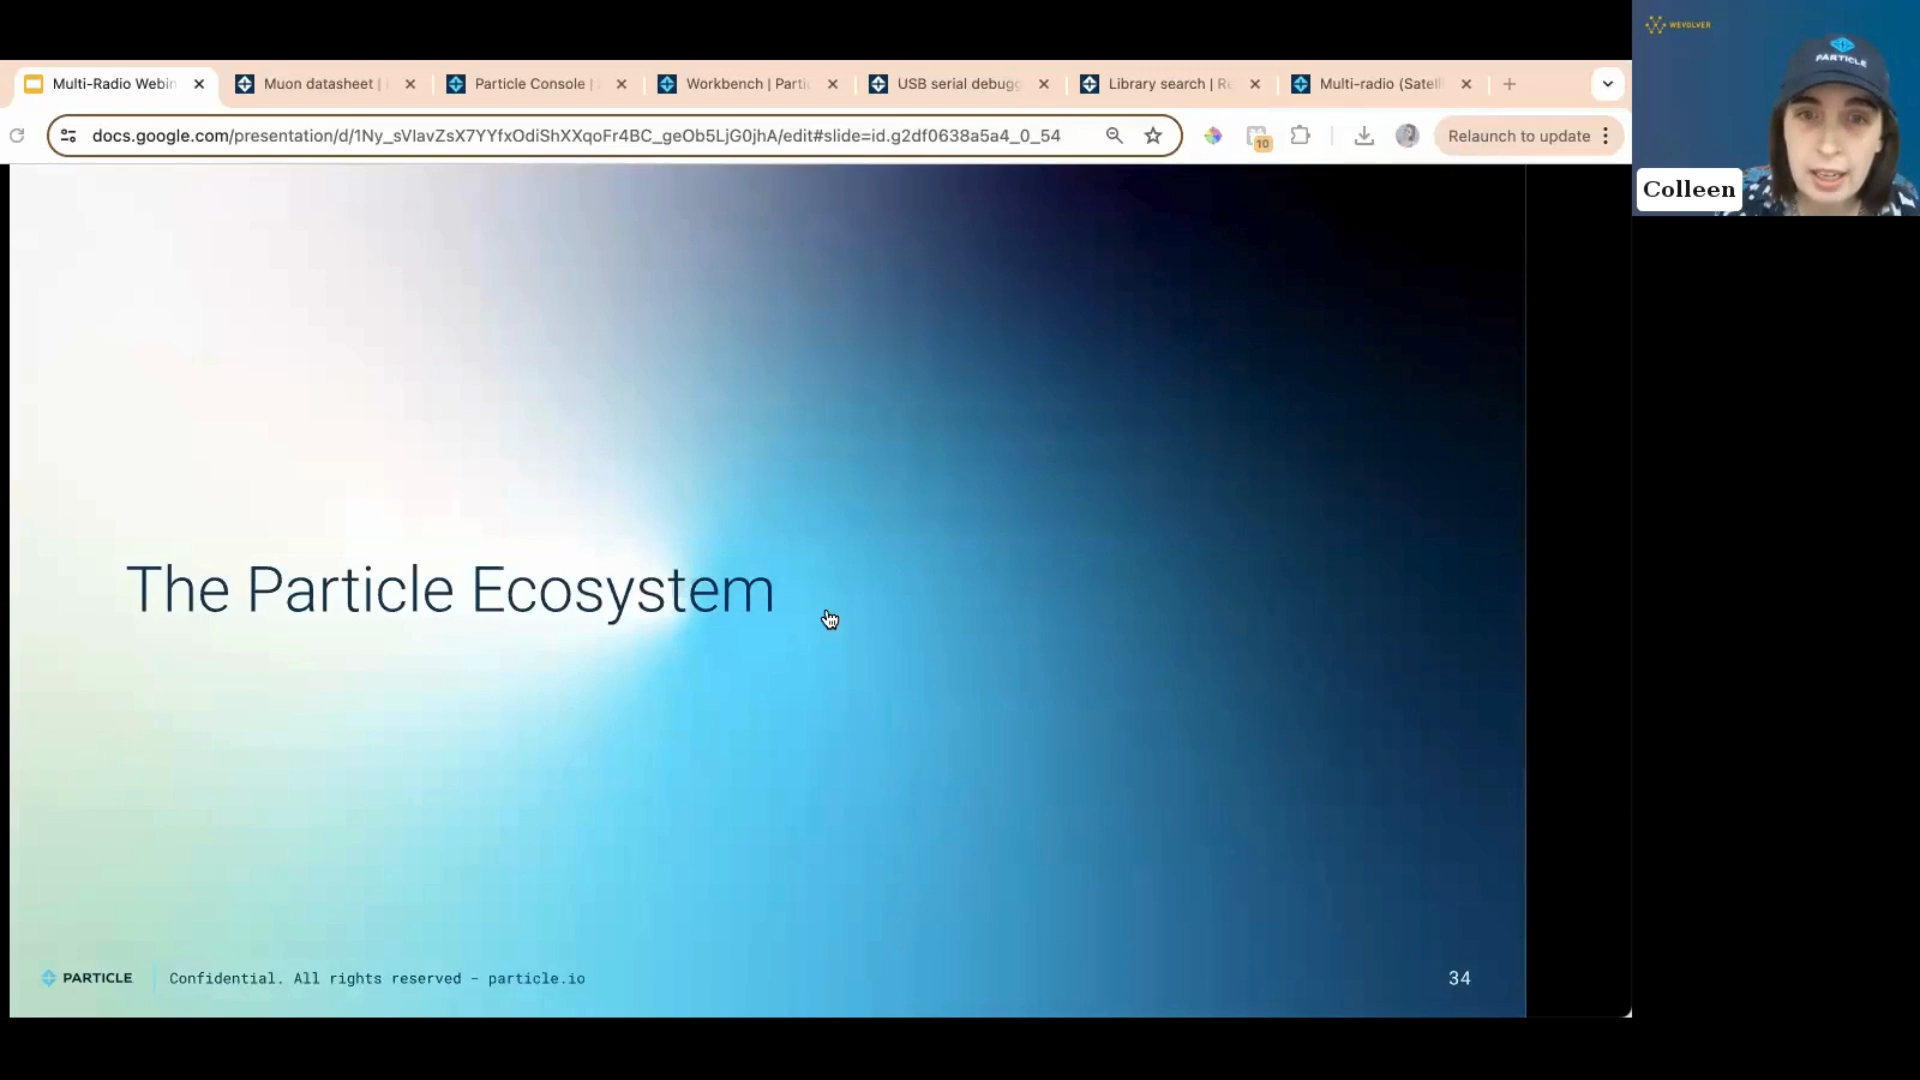 WEVOLVER
PARTICLE
Colleen
Multi-Radio Webin
Muon datasheet |
Particle Console |
Workbench | Partic
USB serial debugg
Library search | Re
Multi-radio (Satell
docs.google.com/presentation/d/1Ny_sVlavZsX7YYfxOdiShXXqoFr4BC_geOb5LjG0jhA/edit#slide=id.g2df0638a5a4_0_54
10
Relaunch to update
The Particle Ecosystem
PARTICLE
Confidential. All rights reserved - particle.io
34